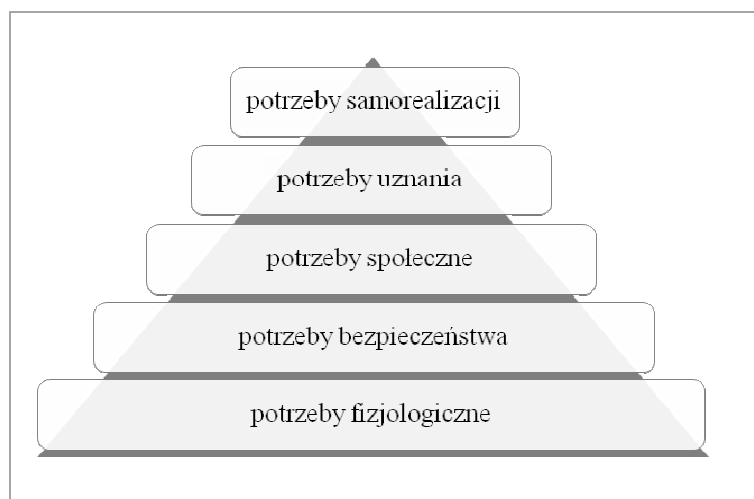 potrzeby samorealizacji
potrzeby uznania
potrzeby społeczne
potrzeby bezpieczeństwa
potrzeby fizjologiczne